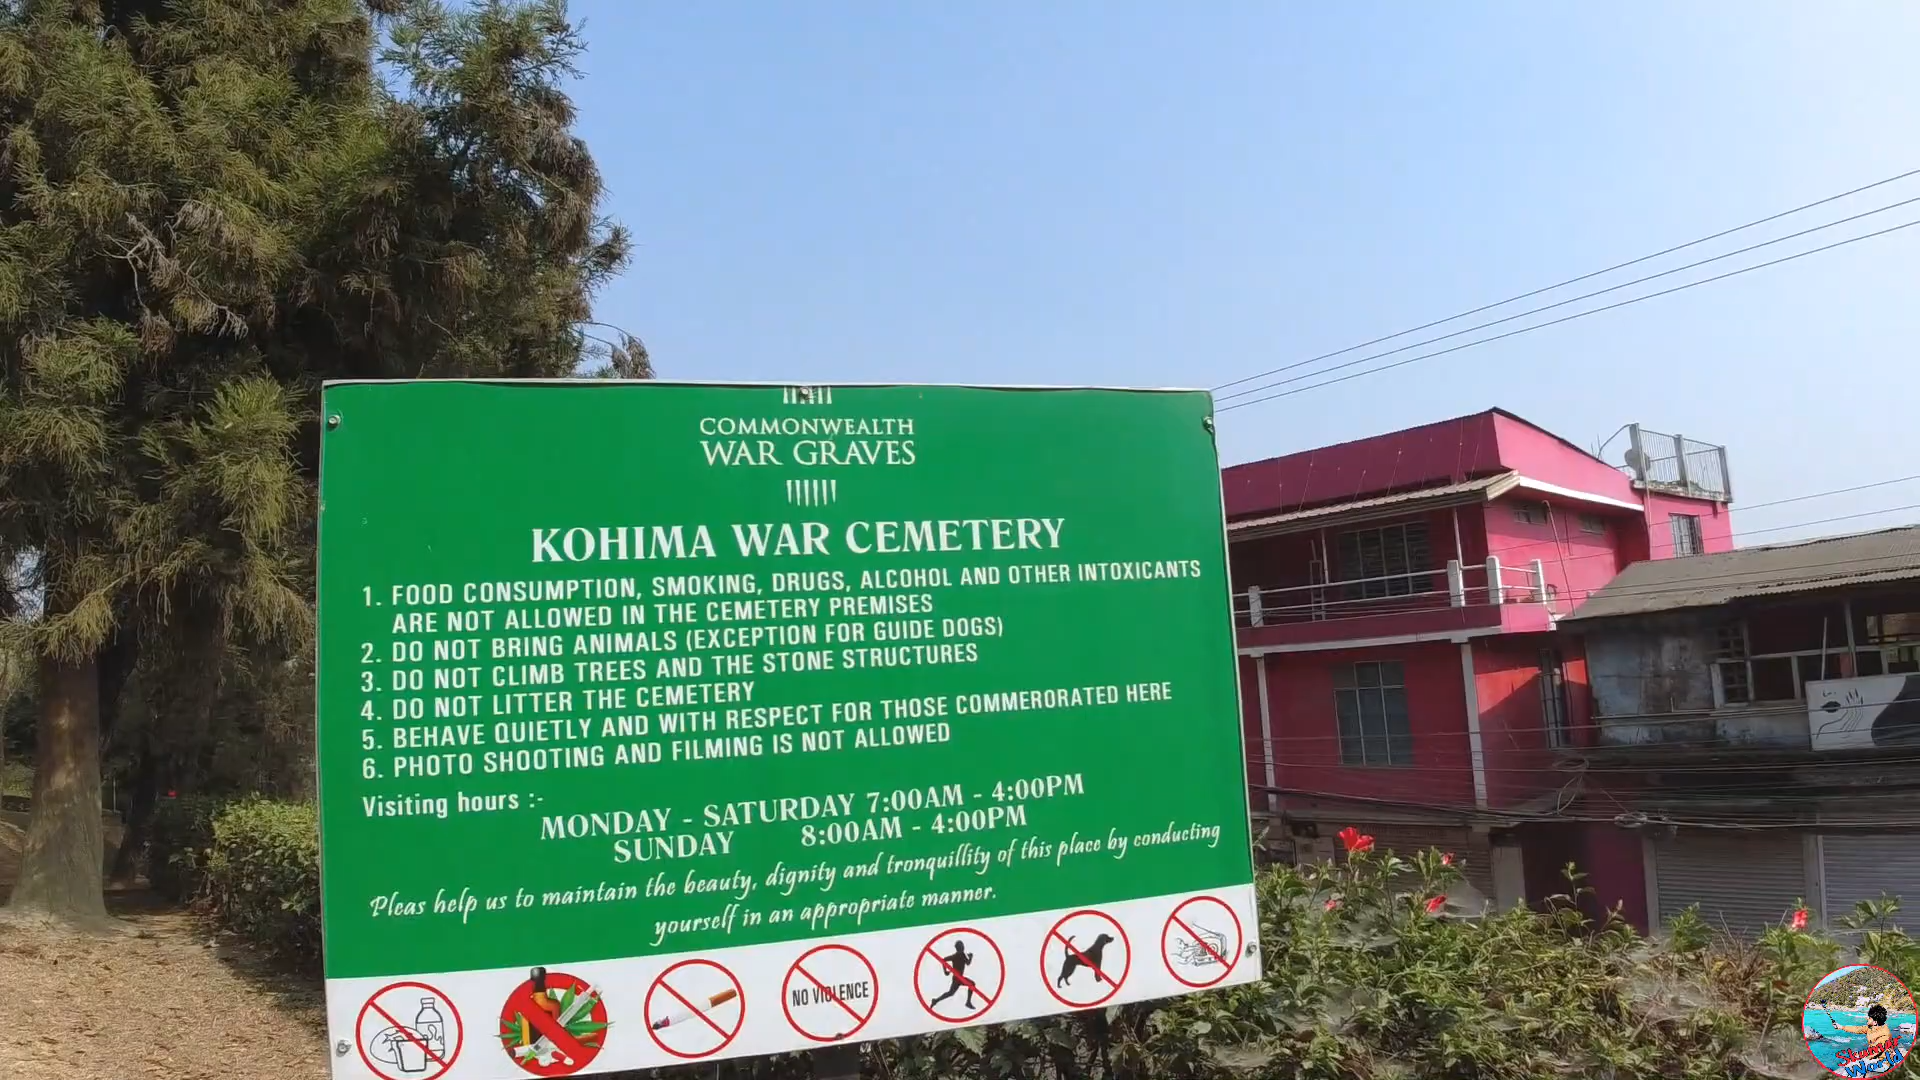 COMMONWEALTH
WAR GRAVES
KOHIMA WAR CEMETERY
1. FOOD CONSUMPTION, SMOKING, DRUGS, ALCOHOL AND OTHER INTOXICANTS
ARE NOT ALLOWED IN THE CEMETERY PREMISES
2. DO NOT BRING ANIMALS (EXCEPTION FOR GUIDE DOGS)
3. DO NOT CLIMB TREES AND THE STONE STRUCTURES
4. DO NOT LITTER THE CEMETERY
5. BEHAVE QUIETLY AND WITH RESPECT FOR THOSE COMMERORATED HERE
6. PHOTO SHOOTING AND FILMING IS NOT ALLOWED
Visiting hours :-
MONDAY - SATURDAY 7:00AM - 4:00PM
SUNDAY 8:00AM - 4:00PM
Pleas help us to maintain the beauty, dignity and tronquillity of this place by conducting
yourself in an appropriate manner.
NO VIOLENCE
Skumar
World